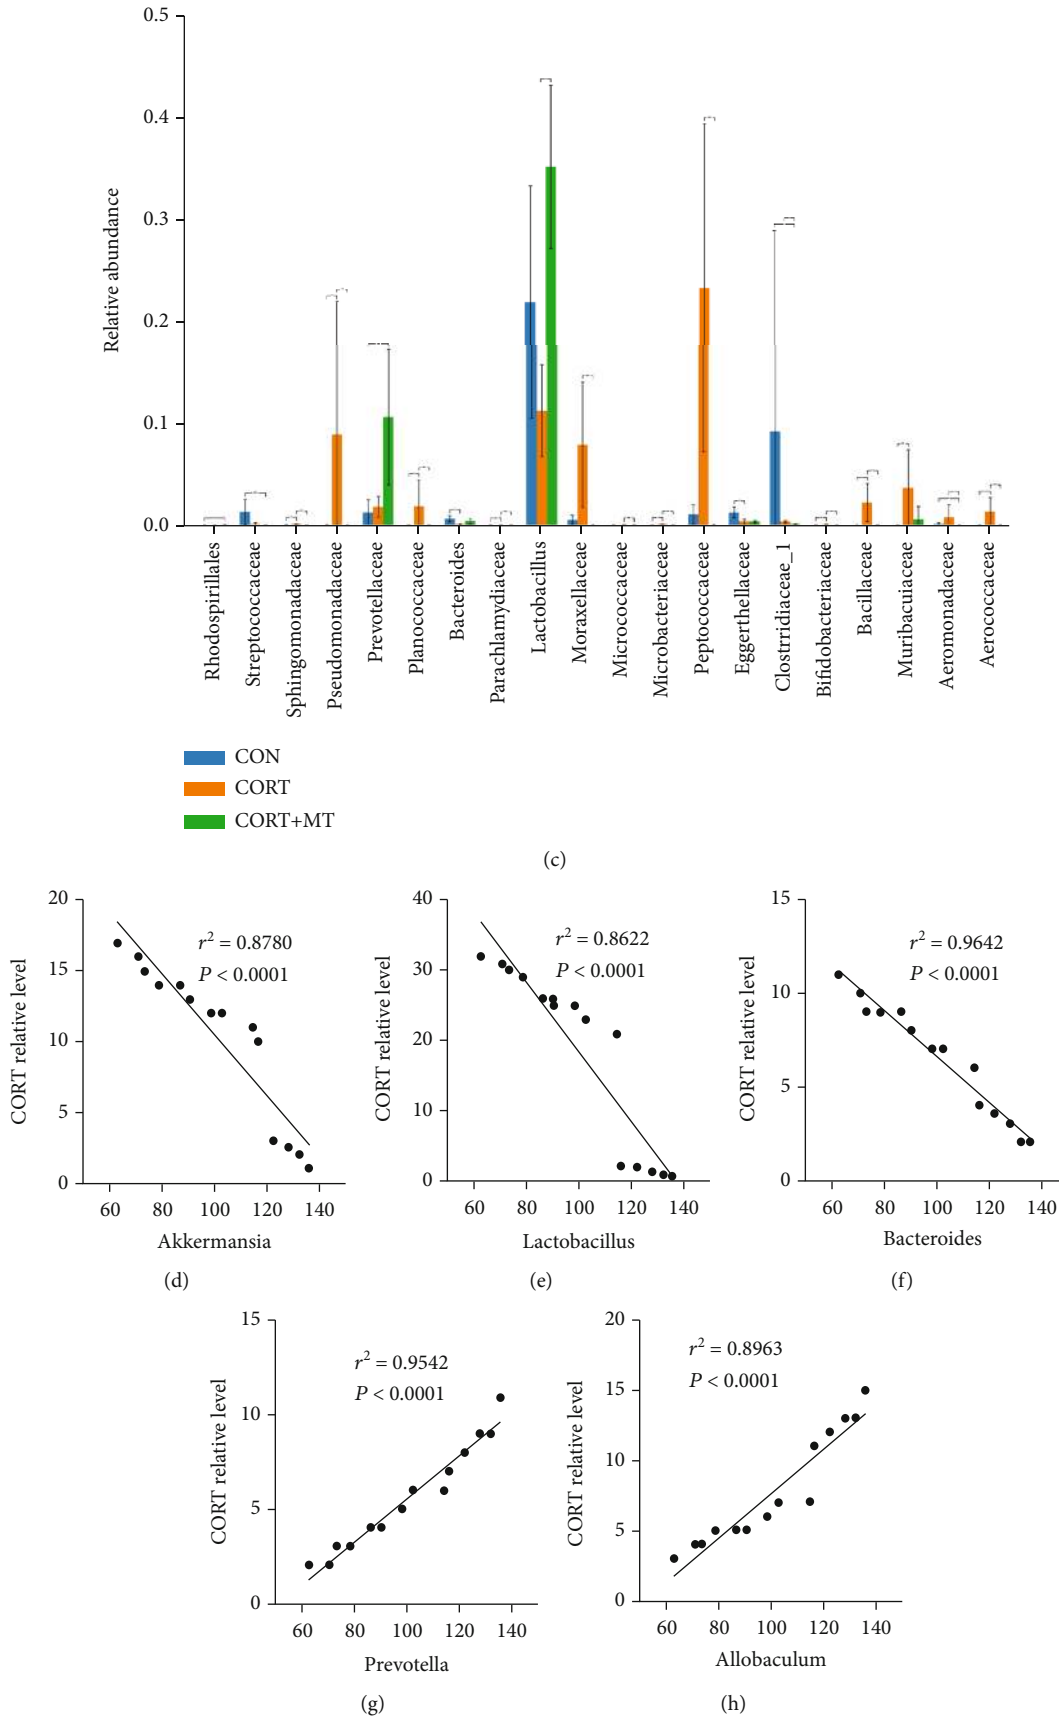 0.5
0.4
0.3
0.2
0.1
0.0
Relative abundance
Rhodospirillales
Streptococcaceae
Sphingomonadaceae
Pseudomonadaceae
Prevotellaceae
Planococcaceae
Bacteroides
Parachlamydiaceae
Lactobacillus
Moraxellaceae
Micrococcaceae
Microbacteriaceae
Peptococcaceae
Eggerthellaceae
Clostrridiaceae_1
Bifidobacteriaceae
Bacillaceae
Muribacuiaceae
Aeromonadaceae
Aerococcaceae
CON
CORT
CORT+MT
(c)
20
15
10
5
0
CORT relative level
r² = 0.8780
P < 0.0001
60 80 100 120 140
Akkermansia
(d)
40
30
20
10
0
CORT relative level
r² = 0.8622
P < 0.0001
60 80 100 120 140
Lactobacillus
(e)
15
10
5
0
CORT relative level
r² = 0.9642
P < 0.0001
60 80 100 120 140
Bacteroides
(f)
15
10
5
0
CORT relative level
r² = 0.9542
P < 0.0001
60 80 100 120 140
Prevotella
(g)
20
15
10
5
0
CORT relative level
r² = 0.8963
P < 0.0001
60 80 100 120 140
Allobaculum
(h)